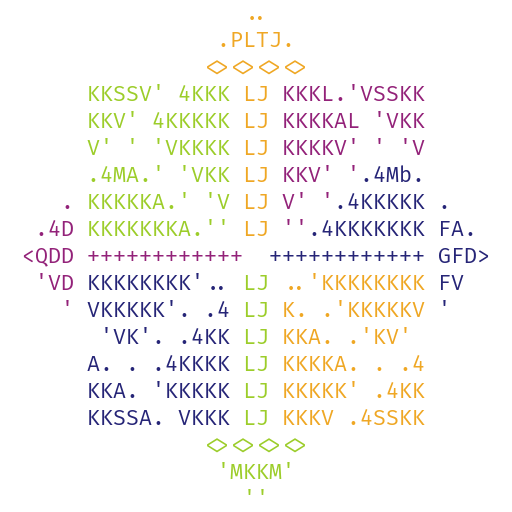 ..
.PLTJ.
<><><><>
KKSSV' 4KKK LJ KKKL.'VSSKK
KKV' 4KKKKK LJ KKKKAL 'VKK
V' ' 'VKKKK LJ KKKKV' ' 'V
.4MA.' 'VKK LJ KKV' '.4Mb.
. KKKKKA.' 'V LJ V' '.4KKKKK .
.4D KKKKKKKA.'' LJ ''.4KKKKKKK FA.
<QDD ++++++++++++ ++++++++++++ GFD>
'VD KKKKKKKK'.. LJ ..'KKKKKKKK FV
' VKKKKK'. .4 LJ K. .'KKKKKV '
'VK'. .4KK LJ KKA. .'KV'
A. . .4KKKK LJ KKKKA. . .4
KKA. 'KKKKK LJ KKKKK' .4KK
KKSSA. VKKK LJ KKKV .4SSKK
<><><><>
'MKKM'
''